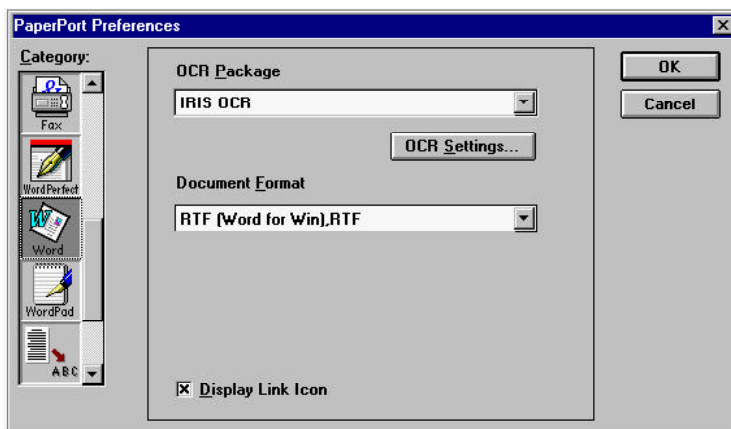 PaperPort Preferences
Category:
Fax
WordPerfect
Word
WordPad
ABC
OCR Package
IRIS OCR
OCR Settings...
Document Format
RTF (Word for Win),RTF
Display Link Icon
OK
Cancel